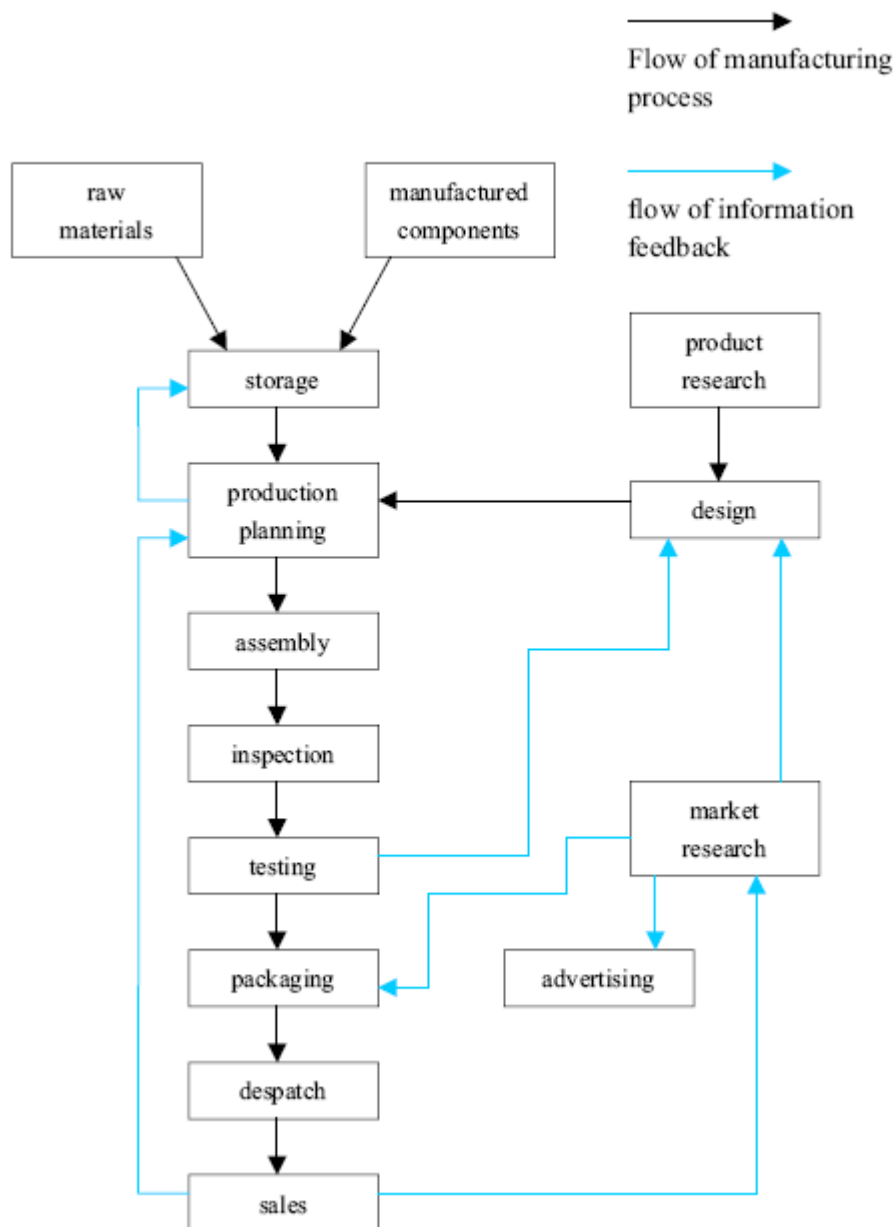 Flow of manufacturing
process
raw
materials
manufactured
components
flow of information
feedback
storage
product
research
production
planning
design
assembly
inspection
testing
market
research
packaging
advertising
despatch
sales